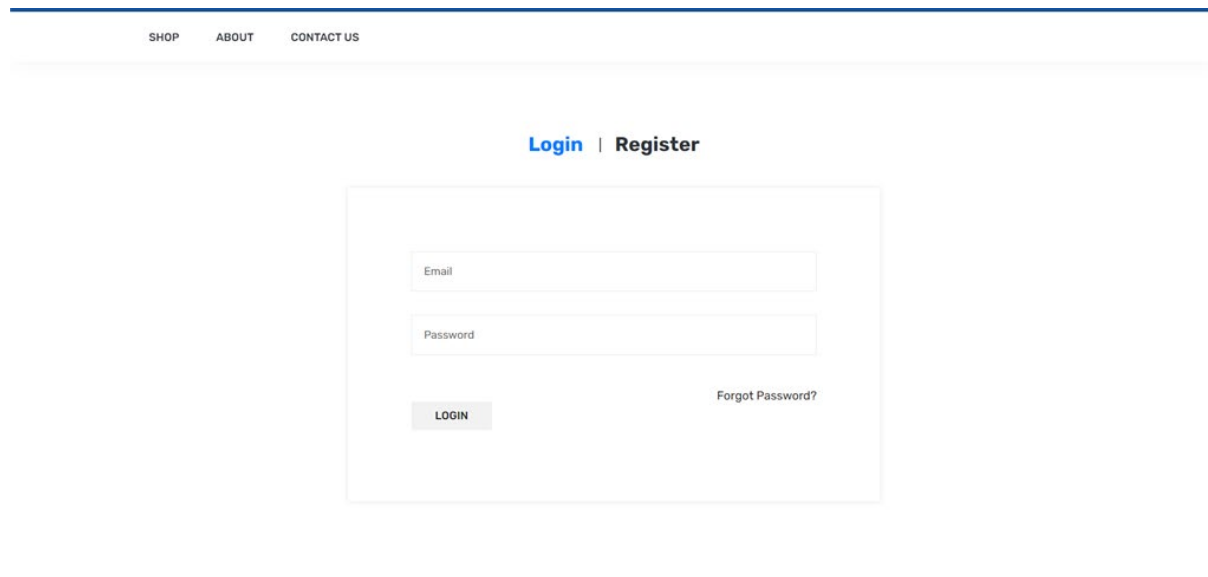 SHOP ABOUT CONTACT US
Login | Register
Email
Password
Forgot Password?
LOGIN